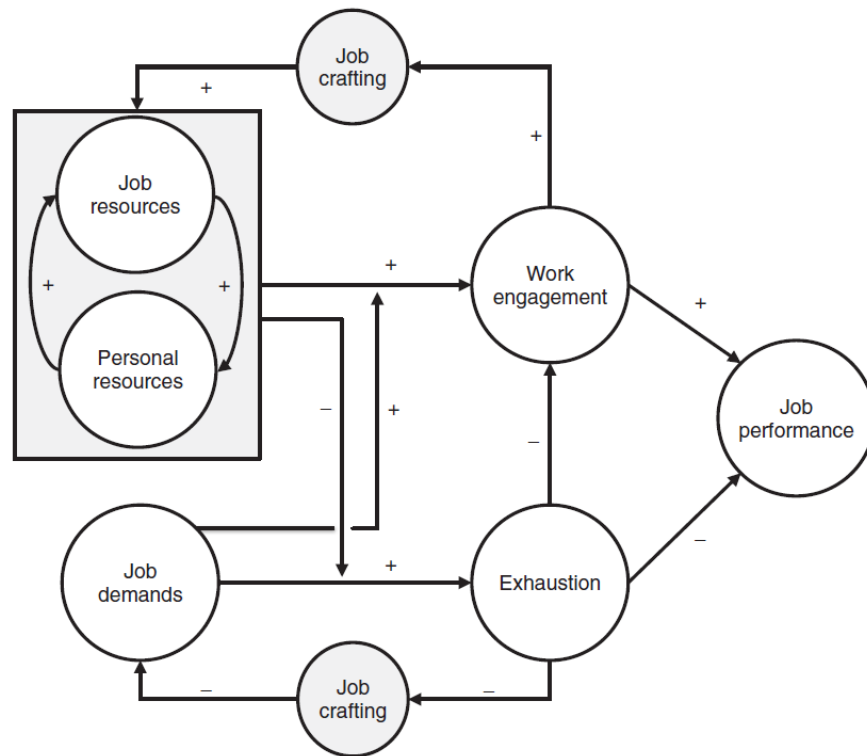 Job
crafting
+
+
Job
resources
+
+
+
Work
engagement
+
Personal
resources
–
+
Job
performance
–
Job
demands
+
Exhaustion
–
Job
crafting
–
–